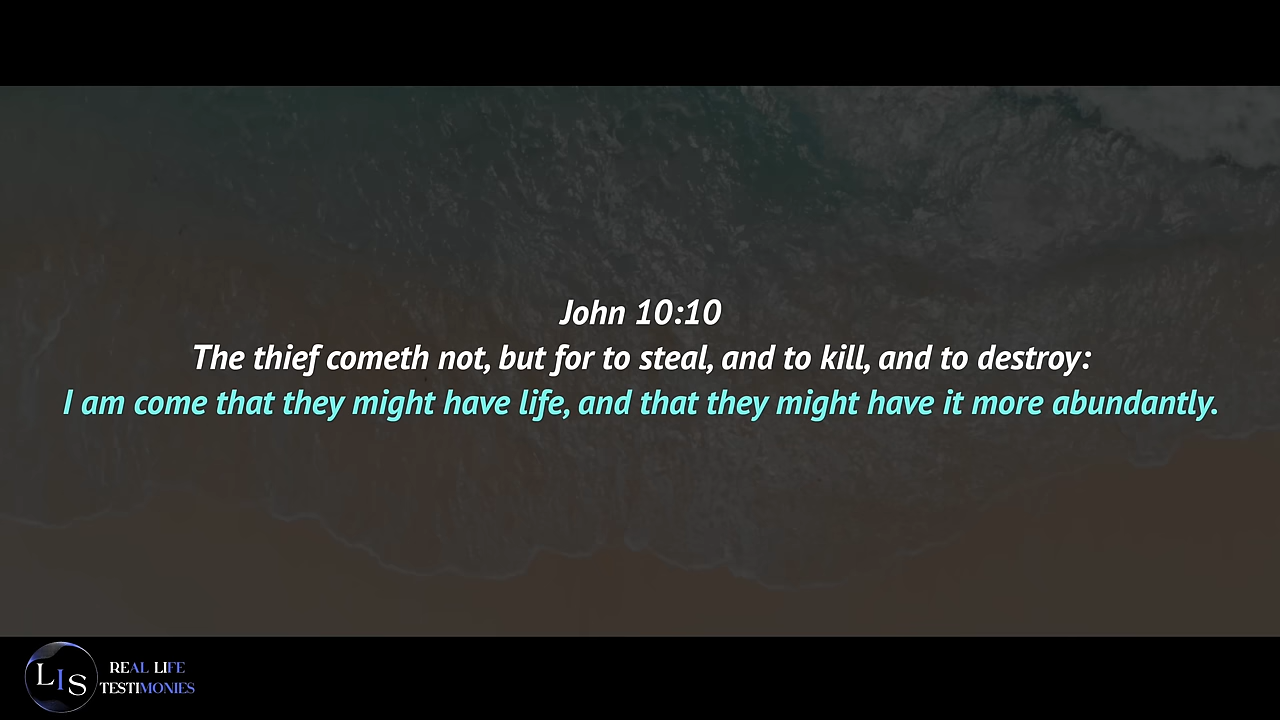 John 10:10
The thief cometh not, but for to steal, and to kill, and to destroy:
I am come that they might have life, and that they might have it more abundantly.
LIS
REAL LIFE
TESTIMONIES